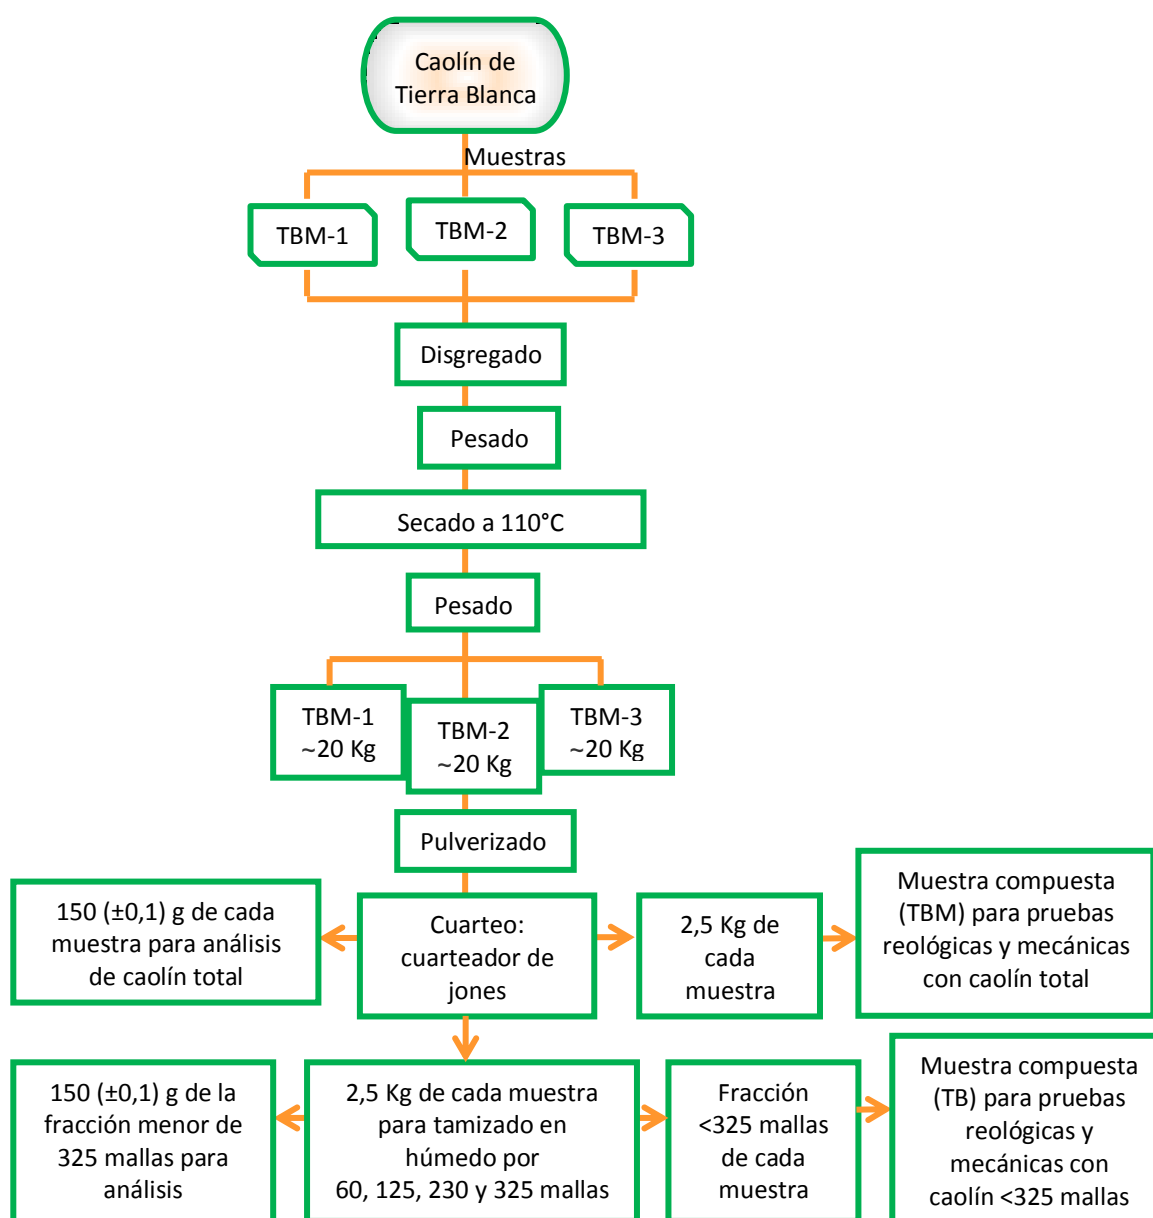 Caolín de
Tierra Blanca
Muestras
TBM-1
TBM-2
TBM-3
Disgregado
Pesado
Secado a 110°C
Pesado
TBM-1
~20 Kg
TBM-2
~20 Kg
TBM-3
~20 Kg
Pulverizado
150 (±0,1) g de cada
muestra para análisis
de caolín total
Cuarteo:
cuarteador de
jones
2,5 Kg de
cada
muestra
Muestra compuesta
(TBM) para pruebas
reológicas y mecánicas
con caolín total
150 (±0,1) g de la
fracción menor de
325 mallas para
análisis
2,5 Kg de cada muestra
para tamizado en
húmedo por
60, 125, 230 y 325 mallas
Fracción
<325 mallas
de cada
muestra
Muestra compuesta
(TB) para pruebas
reológicas y
mecánicas con
caolín <325 mallas